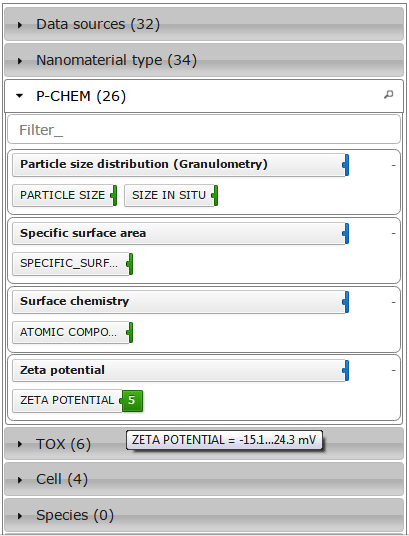 Data sources (32)
Nanomaterial type (34)
P-CHEM (26)
Filter_
Particle size distribution (Granulometry) -
PARTICLE SIZE SIZE IN SITU
Specific surface area -
SPECIFIC_SURF...
Surface chemistry -
ATOMIC COMPO...
Zeta potential -
ZETA POTENTIAL 5
TOX (6)
ZETA POTENTIAL = -15.1...24.3 mV
Cell (4)
Species (0)